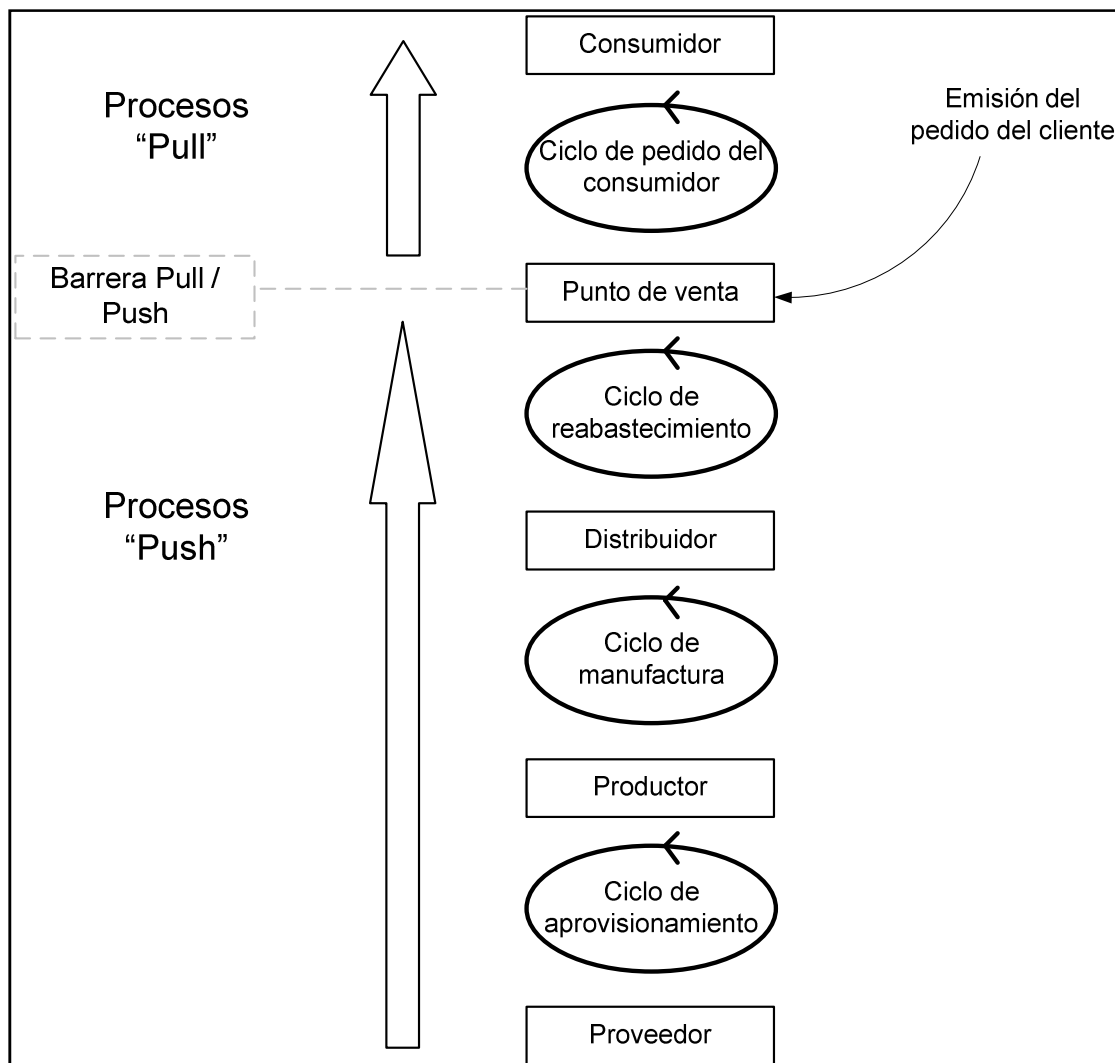 Consumidor
Procesos
“Pull”
Ciclo de pedido del
consumidor
Emisión del
pedido del cliente
Barrera Pull /
Push
Punto de venta
Ciclo de
reabastecimiento
Procesos
“Push”
Distribuidor
Ciclo de
manufactura
Productor
Ciclo de
aprovisionamiento
Proveedor